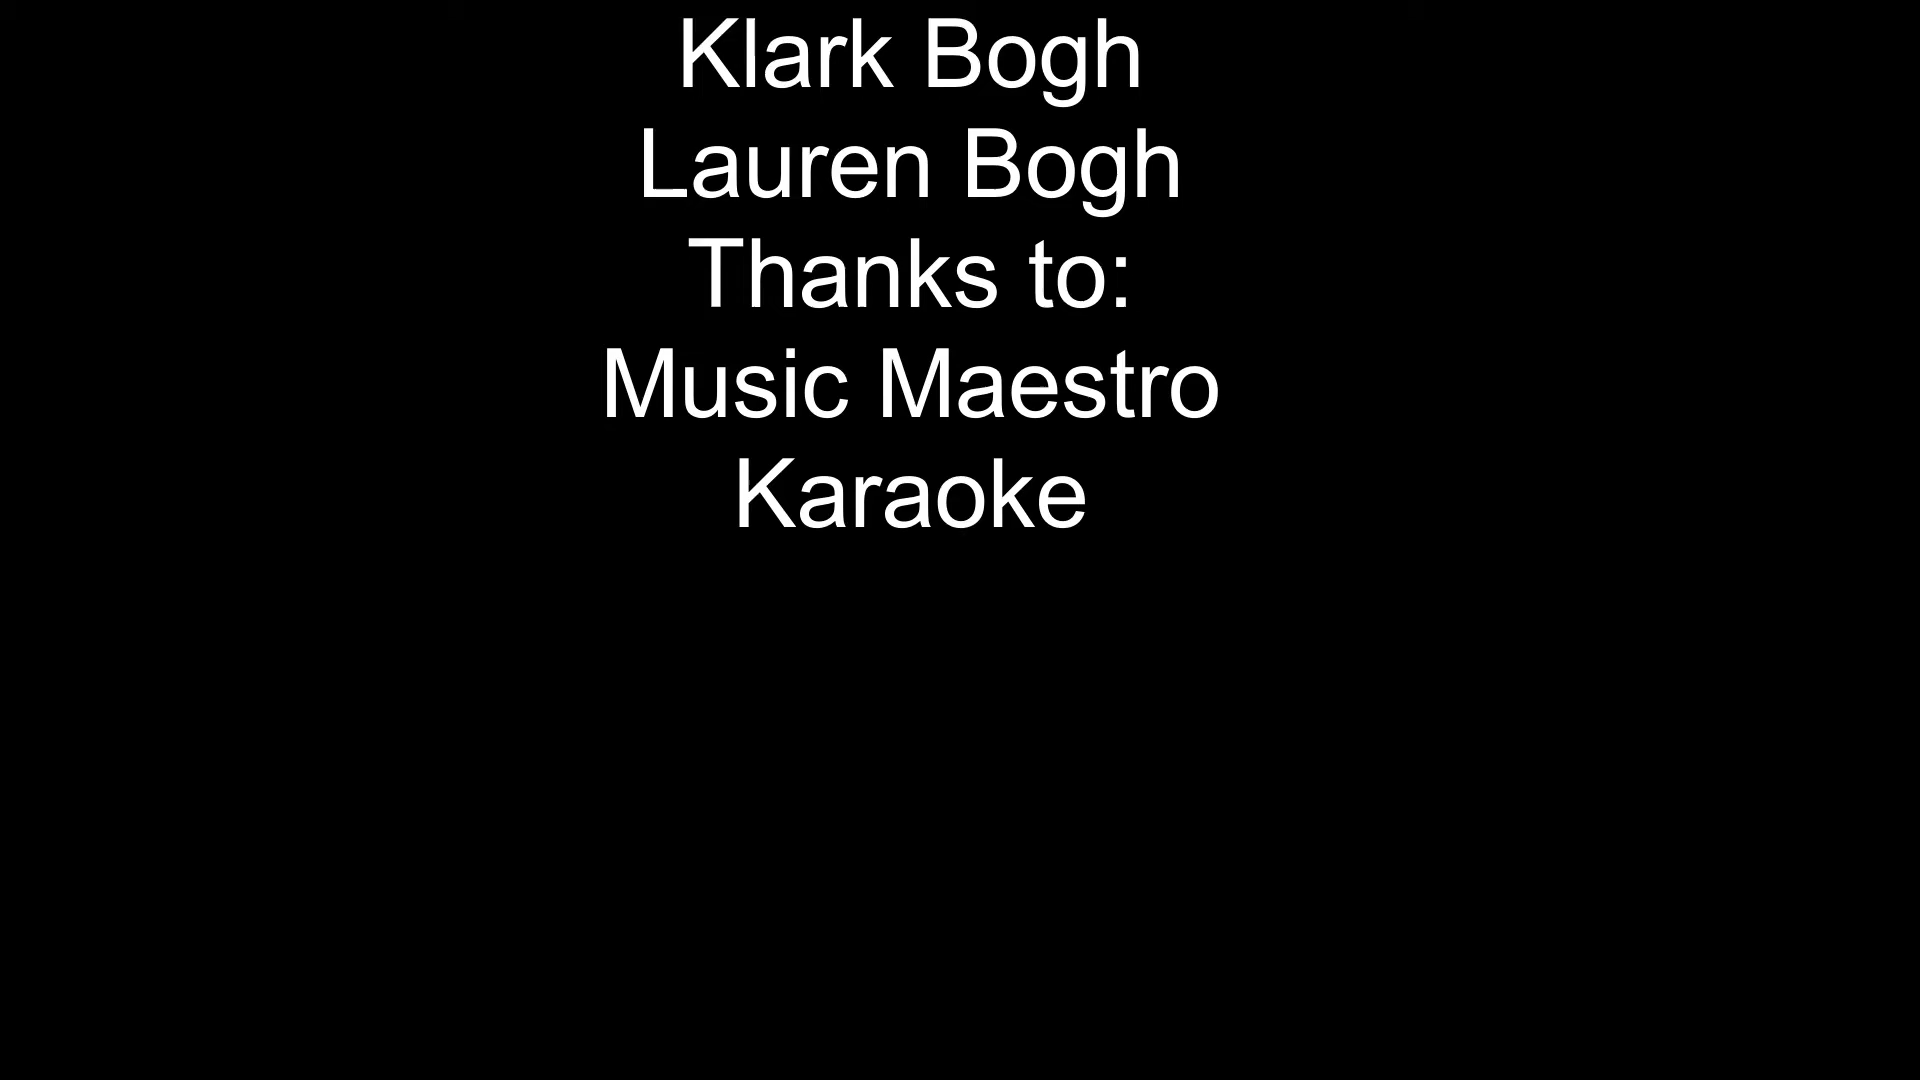 Klark Bogh
Lauren Bogh
Thanks to:
Music Maestro
Karaoke